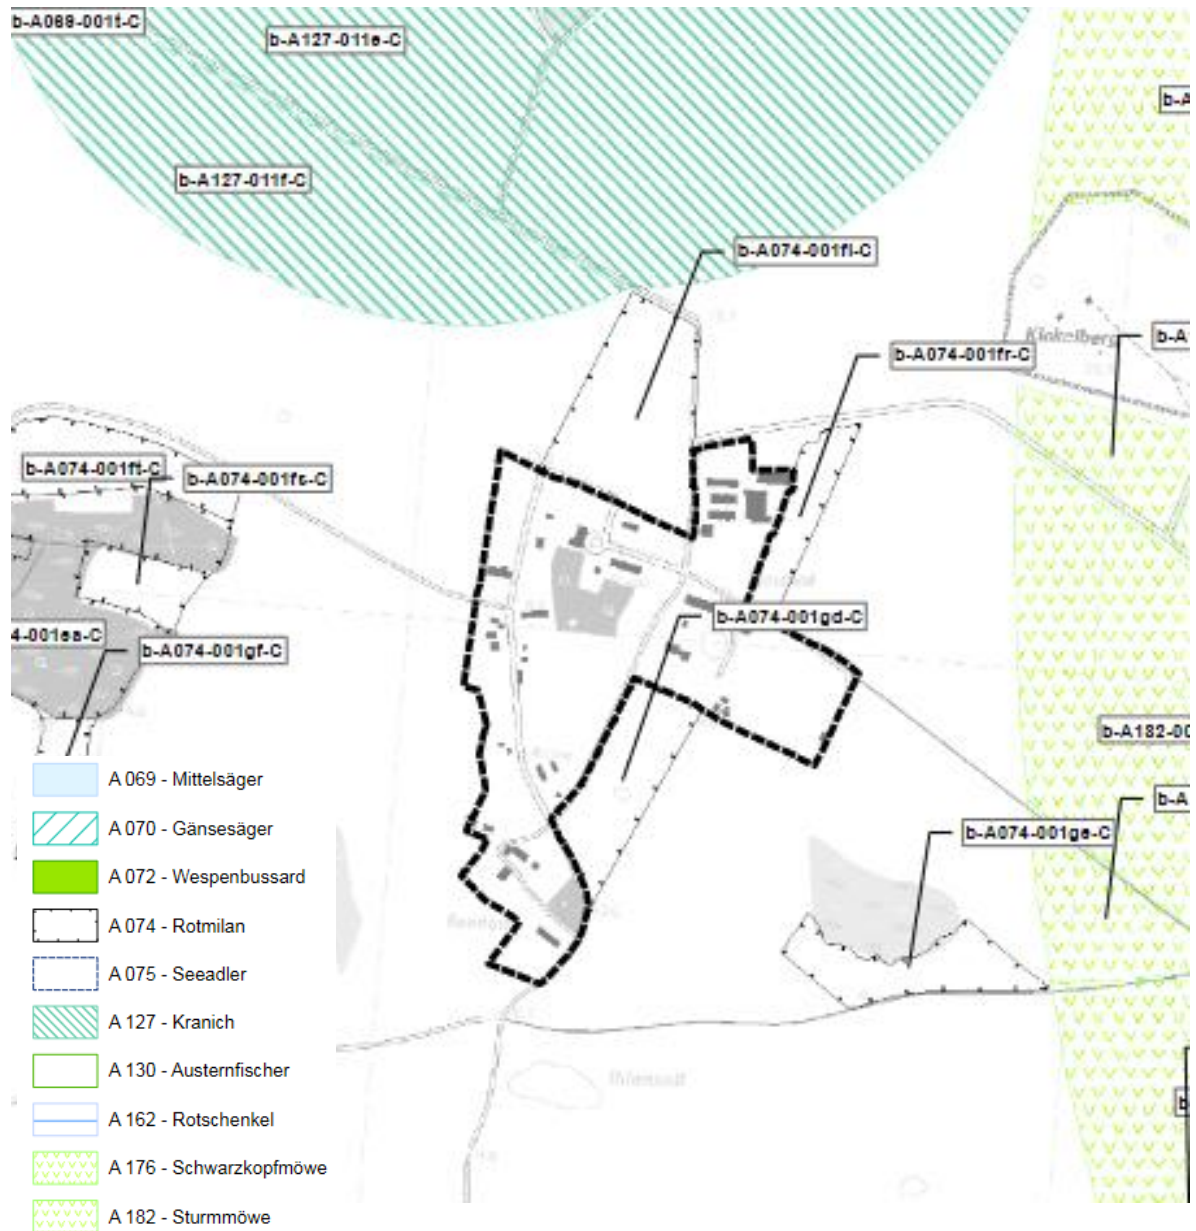 b-A069-001t-C
b-A127-011e-C
b-A
b-A127-011f-C
b-A074-001fl-C
Kinkelberg
b-A
b-A074-001fr-C
b-A074-001ft-C
b-A074-001fs-C
b-A074-001gd-C
4-001ea-C
b-A074-001gf-C
b-A182-00
b-A
b-A074-001ge-C
b
A 069 - Mittelsäger
A 070 - Gänsesäger
A 072 - Wespenbussard
A 074 - Rotmilan
A 075 - Seeadler
A 127 - Kranich
A 130 - Austernfischer
A 162 - Rotschenkel
A 176 - Schwarzkopfmöwe
A 182 - Sturmmöwe